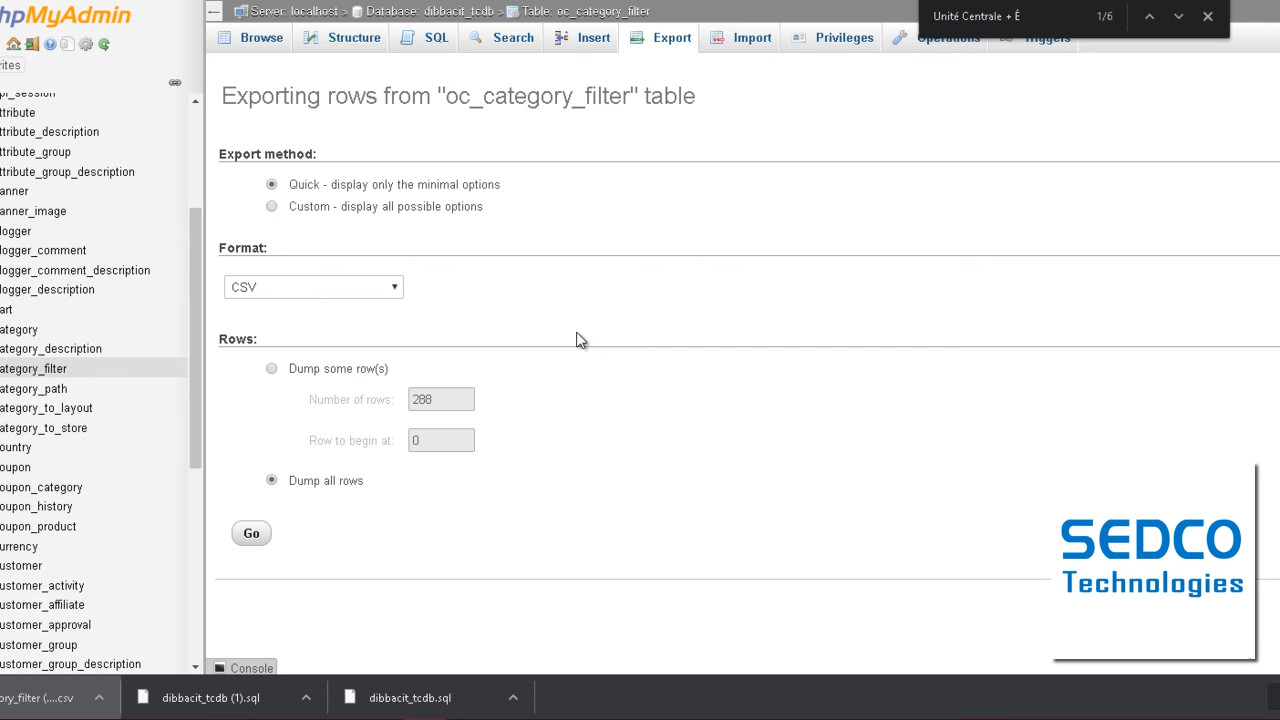 hpMyAdmin
Server: localhost » Database: dibbacit_tcdb » Table: oc_category_filter
Unité Centrale + É 1/6
Browse Structure SQL Search Insert Export Import Privileges Operations Triggers
rites
pi_session
ttribute
ttribute_description
ttribute_group
ttribute_group_description
anner
anner_image
logger
logger_comment
logger_comment_description
logger_description
art
ategory
ategory_description
ategory_filter
ategory_path
ategory_to_layout
ategory_to_store
ountry
oupon
oupon_category
oupon_history
oupon_product
urrency
ustomer
ustomer_activity
ustomer_affiliate
ustomer_approval
ustomer_group
ustomer_group_description
Exporting rows from "oc_category_filter" table
Export method:
Quick - display only the minimal options
Custom - display all possible options
Format:
CSV
Rows:
Dump some row(s)
Number of rows: 288
Row to begin at: 0
Dump all rows
Go
SEDCO
Technologies
Console
ory_filter (....csv dibbacit_tcdb (1).sql dibbacit_tcdb.sql